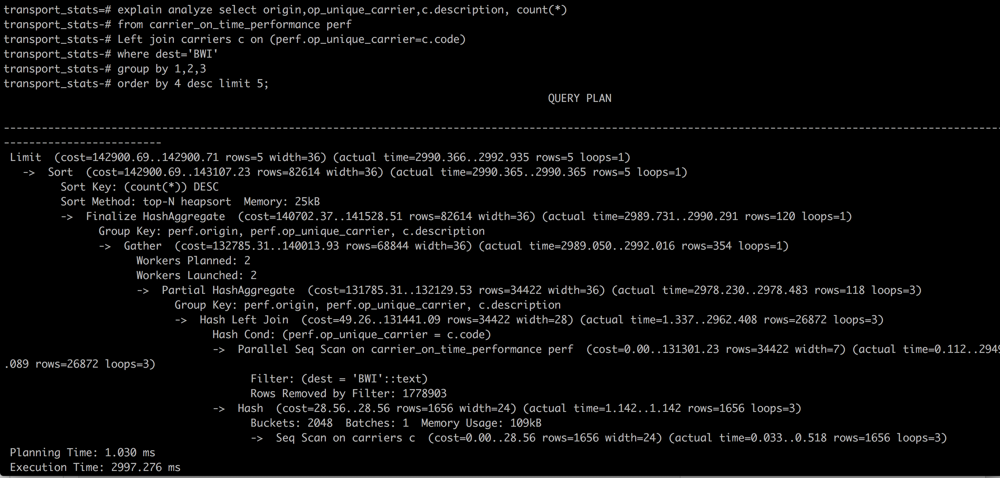 transport_stats=# explain analyze select origin,op_unique_carrier,c.description, count(*)
transport_stats-# from carrier_on_time_performance perf
transport_stats-# Left join carriers c on (perf.op_unique_carrier=c.code)
transport_stats-# where dest='BWI'
transport_stats-# group by 1,2,3
transport_stats-# order by 4 desc limit 5;
QUERY PLAN
-------------------------------------------------------------------------------------------------------------------------------------------------------------
-------------------------
Limit  (cost=142900.69..142900.71 rows=5 width=36) (actual time=2990.366..2992.935 rows=5 loops=1)
->  Sort  (cost=142900.69..143107.23 rows=82614 width=36) (actual time=2990.365..2990.365 rows=5 loops=1)
Sort Key: (count(*)) DESC
Sort Method: top-N heapsort  Memory: 25kB
->  Finalize HashAggregate  (cost=140702.37..141528.51 rows=82614 width=36) (actual time=2989.731..2990.291 rows=120 loops=1)
Group Key: perf.origin, perf.op_unique_carrier, c.description
->  Gather  (cost=132785.31..140013.93 rows=68844 width=36) (actual time=2989.050..2992.016 rows=354 loops=1)
Workers Planned: 2
Workers Launched: 2
->  Partial HashAggregate  (cost=131785.31..132129.53 rows=34422 width=36) (actual time=2978.230..2978.483 rows=118 loops=3)
Group Key: perf.origin, perf.op_unique_carrier, c.description
->  Hash Left Join  (cost=49.26..131441.09 rows=34422 width=28) (actual time=1.337..2962.408 rows=26872 loops=3)
Hash Cond: (perf.op_unique_carrier = c.code)
->  Parallel Seq Scan on carrier_on_time_performance perf  (cost=0.00..131301.23 rows=34422 width=7) (actual time=0.112..2949
.089 rows=26872 loops=3)
Filter: (dest = 'BWI'::text)
Rows Removed by Filter: 1778903
->  Hash  (cost=28.56..28.56 rows=1656 width=24) (actual time=1.142..1.142 rows=1656 loops=3)
Buckets: 2048  Batches: 1  Memory Usage: 109kB
->  Seq Scan on carriers c  (cost=0.00..28.56 rows=1656 width=24) (actual time=0.033..0.518 rows=1656 loops=3)
Planning Time: 1.030 ms
Execution Time: 2997.276 ms